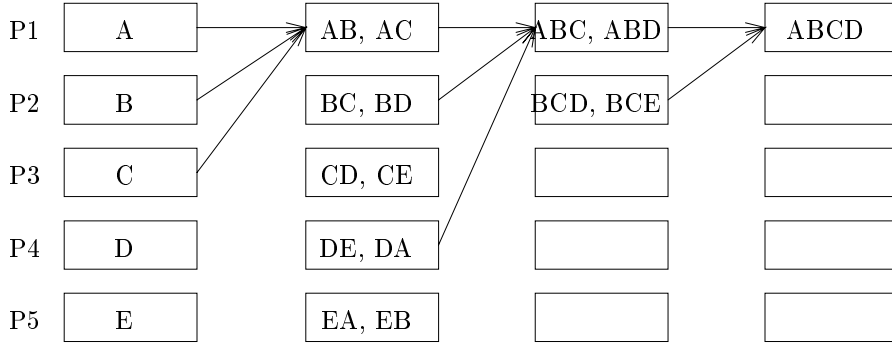 P1 A AB, AC ABC, ABD ABCD
P2 B BC, BD BCD, BCE
P3 C CD, CE
P4 D DE, DA
P5 E EA, EB